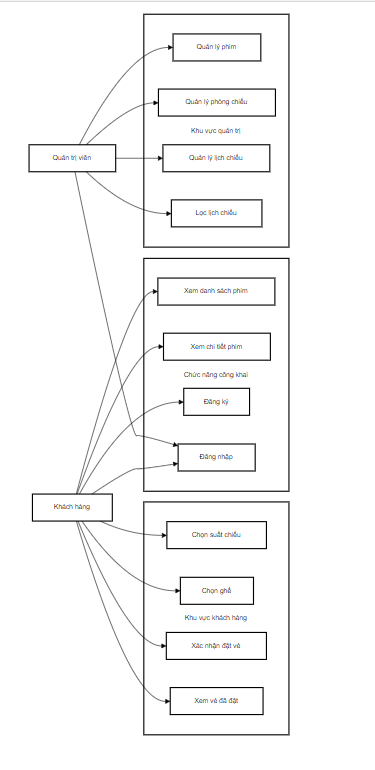 Quản lý phim
Quản lý phòng chiếu
Khu vực quản trị
Quản trị viên
Quản lý lịch chiếu
Lọc lịch chiếu
Xem danh sách phim
Xem chi tiết phim
Chức năng công khai
Đăng ký
Đăng nhập
Khách hàng
Chọn suất chiếu
Chọn ghế
Khu vực khách hàng
Xác nhận đặt vé
Xem vé đã đặt